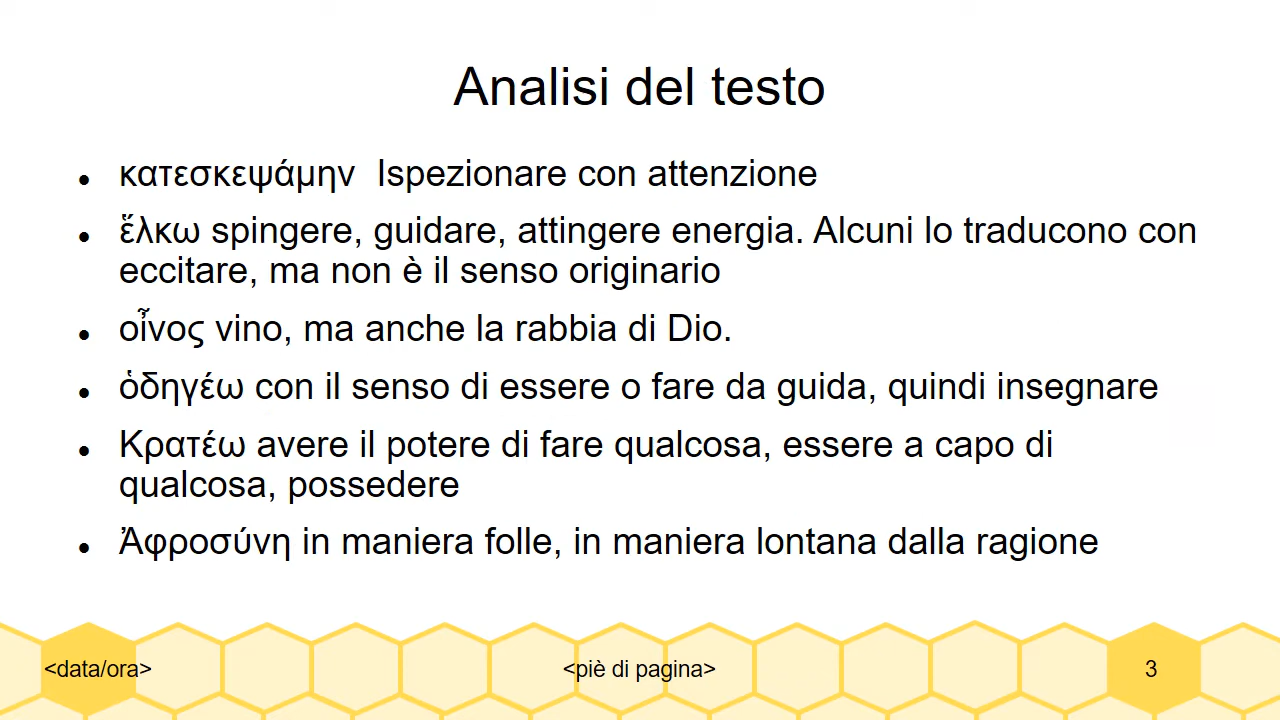 Analisi del testo
κατεσκεψάμην  Ispezionare con attenzione
ἕλκω spingere, guidare, attingere energia. Alcuni lo traducono con
eccitare, ma non è il senso originario
οἶνος vino, ma anche la rabbia di Dio.
ὁδηγέω con il senso di essere o fare da guida, quindi insegnare
Κρατέω avere il potere di fare qualcosa, essere a capo di
qualcosa, possedere
Ἀφροσύνη in maniera folle, in maniera lontana dalla ragione
<data/ora>
<piè di pagina>
3